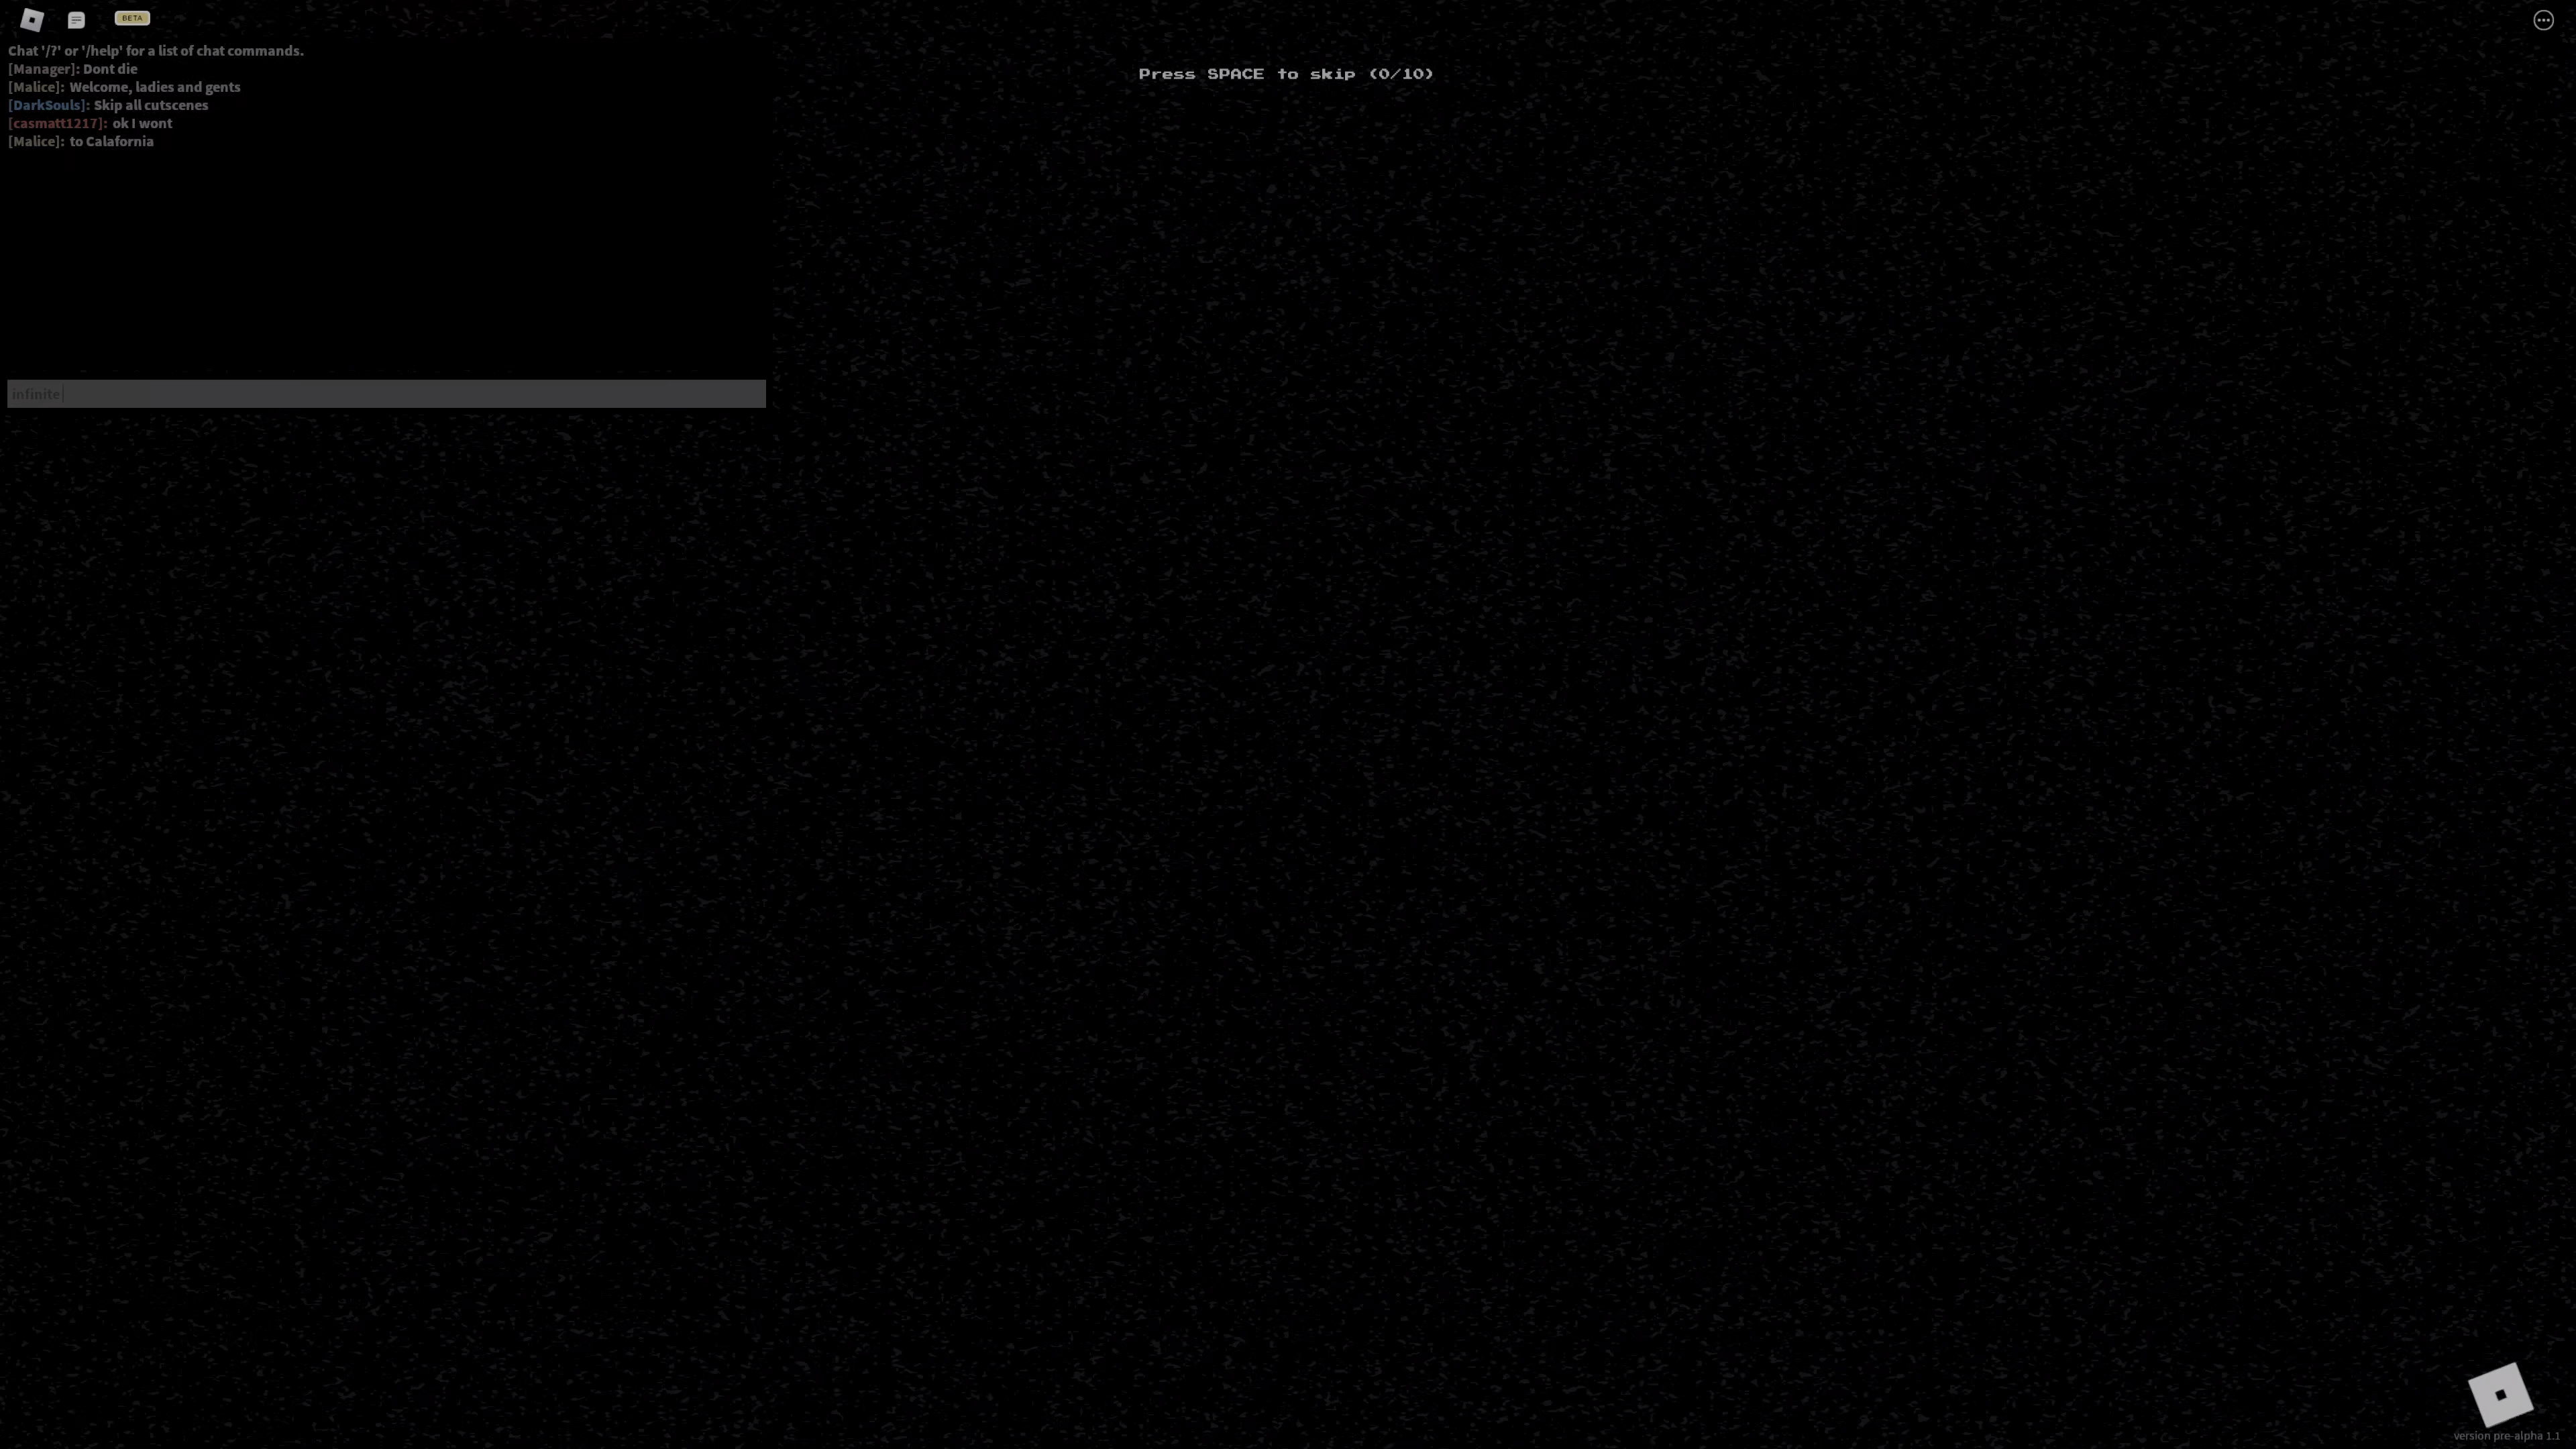 BETA
Chat '/?' or '/help' for a list of chat commands.
[Manager]: Dont die
[Malice]: Welcome, ladies and gents
[DarkSouls]: Skip all cutscenes
[casmatt1217]: ok I wont
[Malice]: to Calafornia
Press SPACE to skip (0/10)
infinite
version pre-alpha 1.1